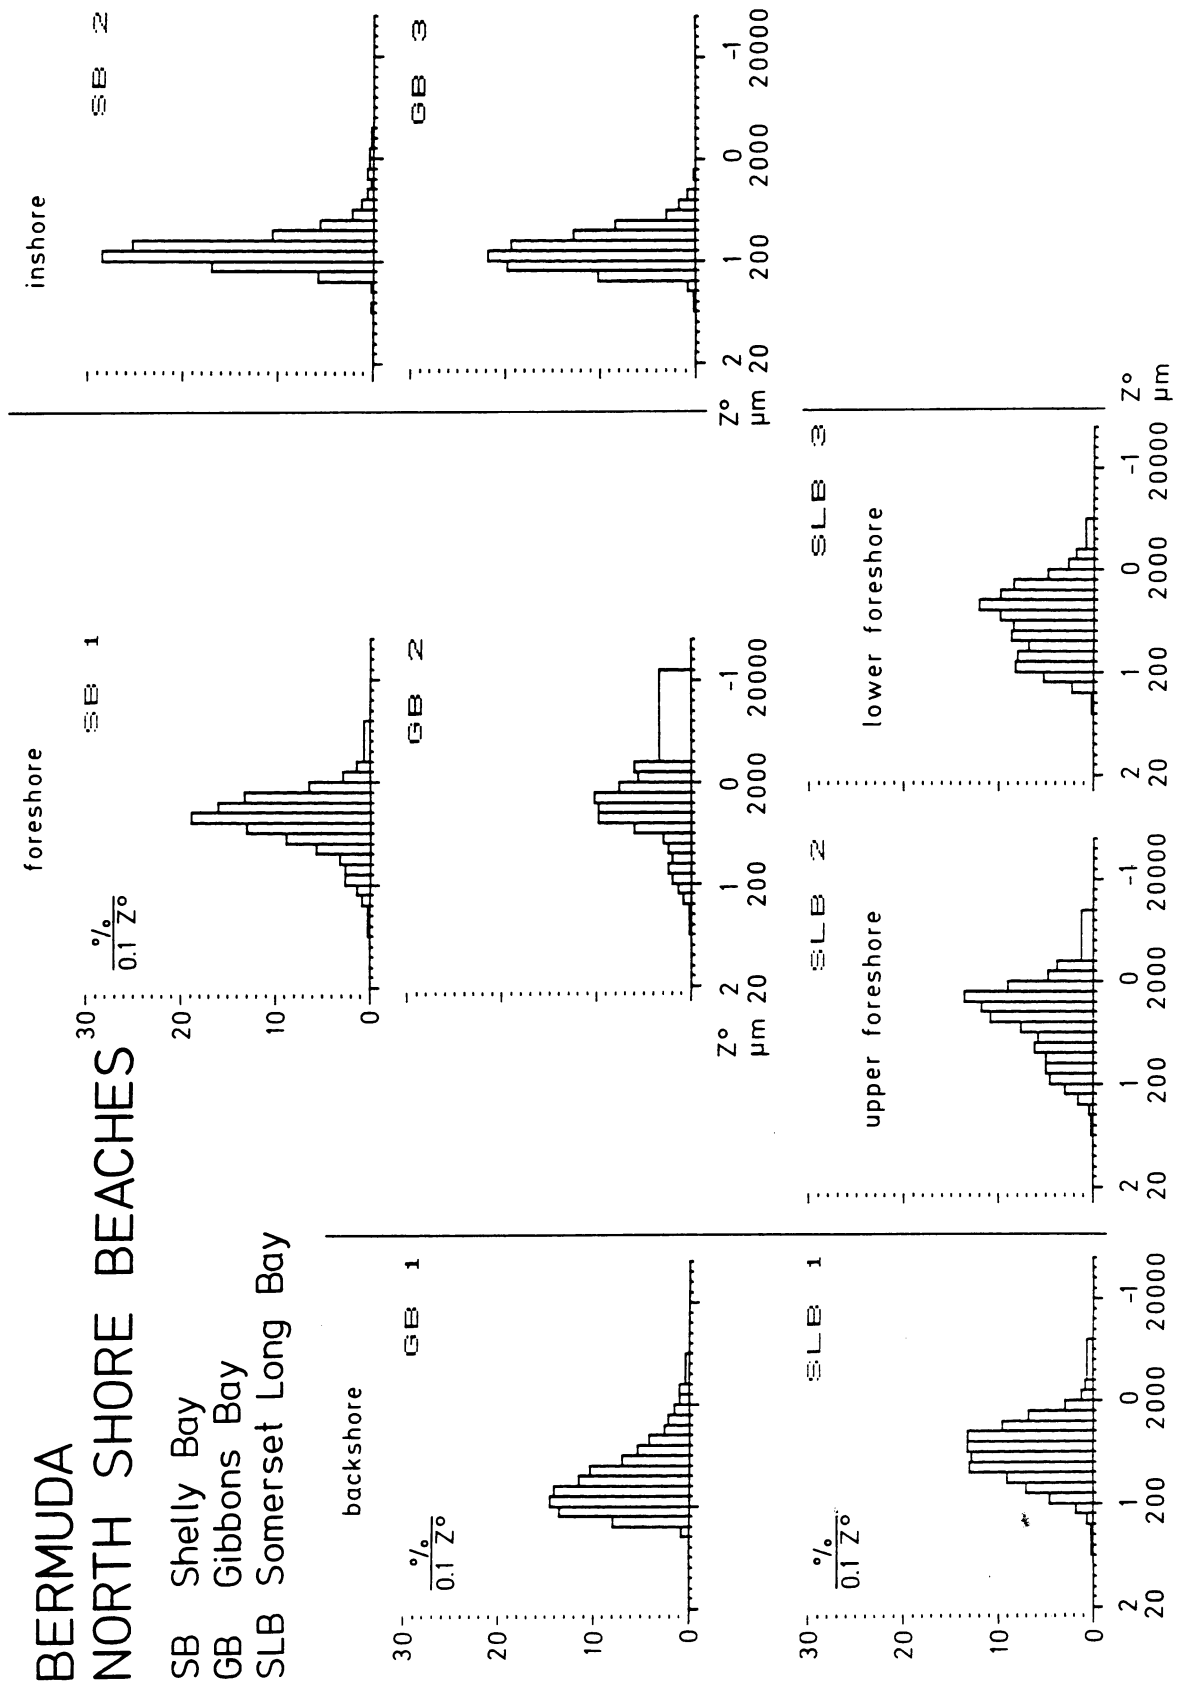 BERMUDA
NORTH SHORE BEACHES
SB Shelly Bay
GB Gibbons Bay
SLB Somerset Long Bay
foreshore
inshore
% / 0.1 Z°
SB 1
30
20
10
0
SB 2
backshore
% / 0.1 Z°
GB 1
30
20
10
0
GB 2
Z° 2 1 0 -1
µm 20 200 2000 20000
GB 3
Z° 2 1 0 -1
µm 20 200 2000 20000
% / 0.1 Z°
SLB 1
30
20
10
0
2 1 0 -1
20 200 2000 20000
SLB 2
upper foreshore
2 1 0 -1
20 200 2000 20000
SLB 3
lower foreshore
2 1 0 -1 Z°
20 200 2000 20000 µm